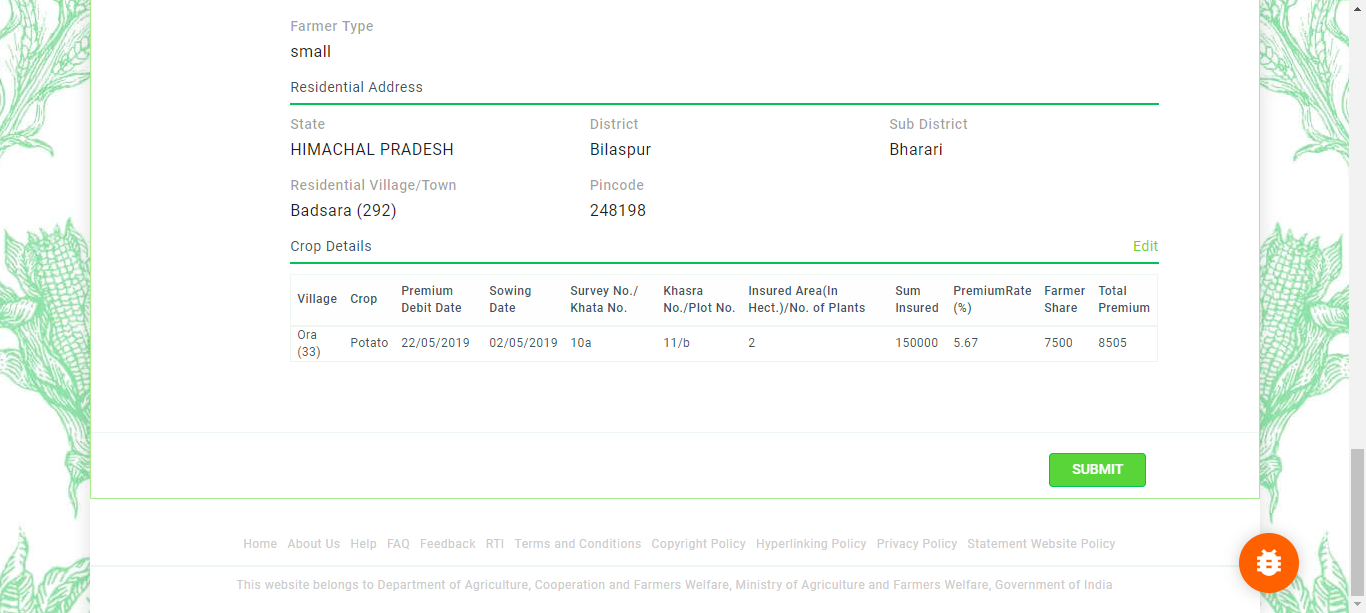 Farmer Type
small
Residential Address
State District Sub District
HIMACHAL PRADESH Bilaspur Bharari
Residential Village/Town Pincode
Badsara (292) 248198
Crop Details Edit
Village Crop Premium Debit Date Sowing Date Survey No./ Khata No. Khasra No./Plot No. Insured Area(In Hect.)/No. of Plants Sum Insured PremiumRate (%) Farmer Share Total Premium
Ora (33) Potato 22/05/2019 02/05/2019 10a 11/b 2 150000 5.67 7500 8505
SUBMIT
Home About Us Help FAQ Feedback RTI Terms and Conditions Copyright Policy Hyperlinking Policy Privacy Policy Statement Website Policy
This website belongs to Department of Agriculture, Cooperation and Farmers Welfare, Ministry of Agriculture and Farmers Welfare, Government of India